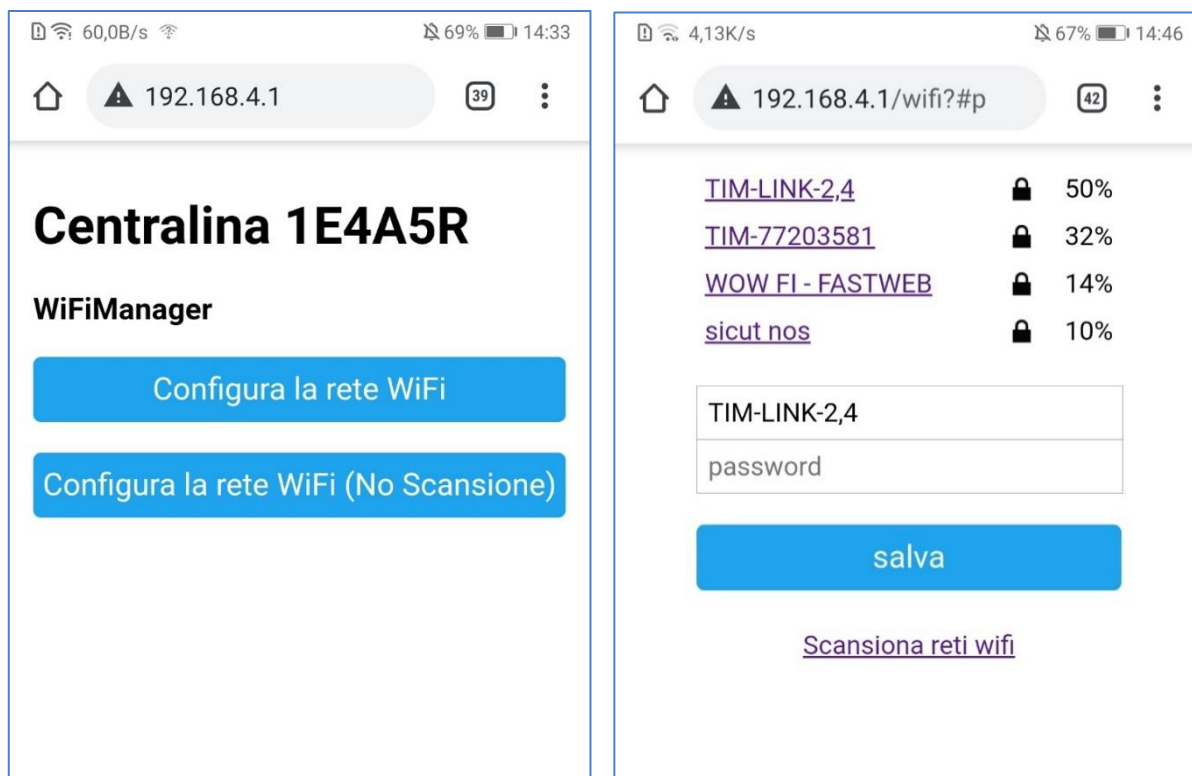 60,0B/s 69% 14:33
192.168.4.1 39
Centralina 1E4A5R
WiFiManager
Configura la rete WiFi
Configura la rete WiFi (No Scansione)
4,13K/s 67% 14:46
192.168.4.1/wifi?#p 42
TIM-LINK-2,4 50%
TIM-77203581 32%
WOW FI - FASTWEB 14%
sicut nos 10%
TIM-LINK-2,4
password
salva
Scansiona reti wifi